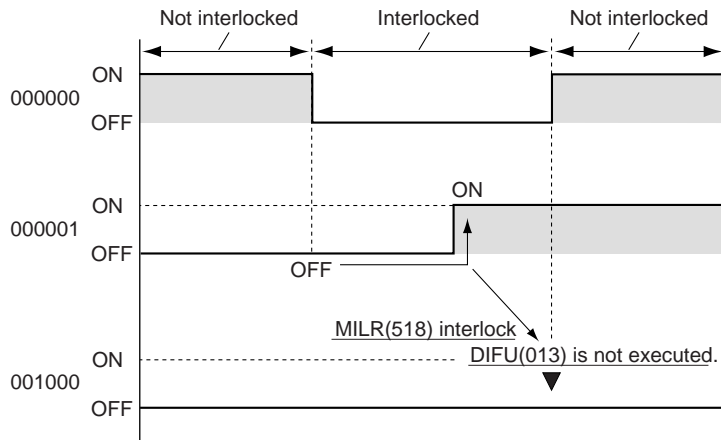 Not interlocked Interlocked Not interlocked
ON
000000
OFF
ON
ON
000001
OFF
OFF
MILR(518) interlock
DIFU(013) is not executed.
ON
001000
OFF